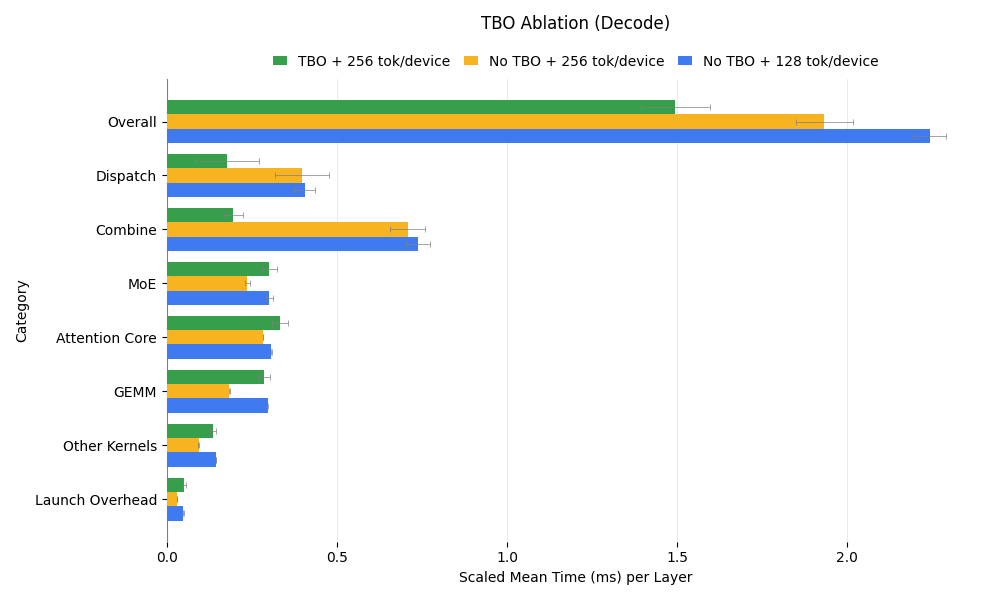 TBO Ablation (Decode)
TBO + 256 tok/device No TBO + 256 tok/device No TBO + 128 tok/device
Overall
Dispatch
Combine
MoE
Attention Core
GEMM
Other Kernels
Launch Overhead
Category
0.0 0.5 1.0 1.5 2.0
Scaled Mean Time (ms) per Layer